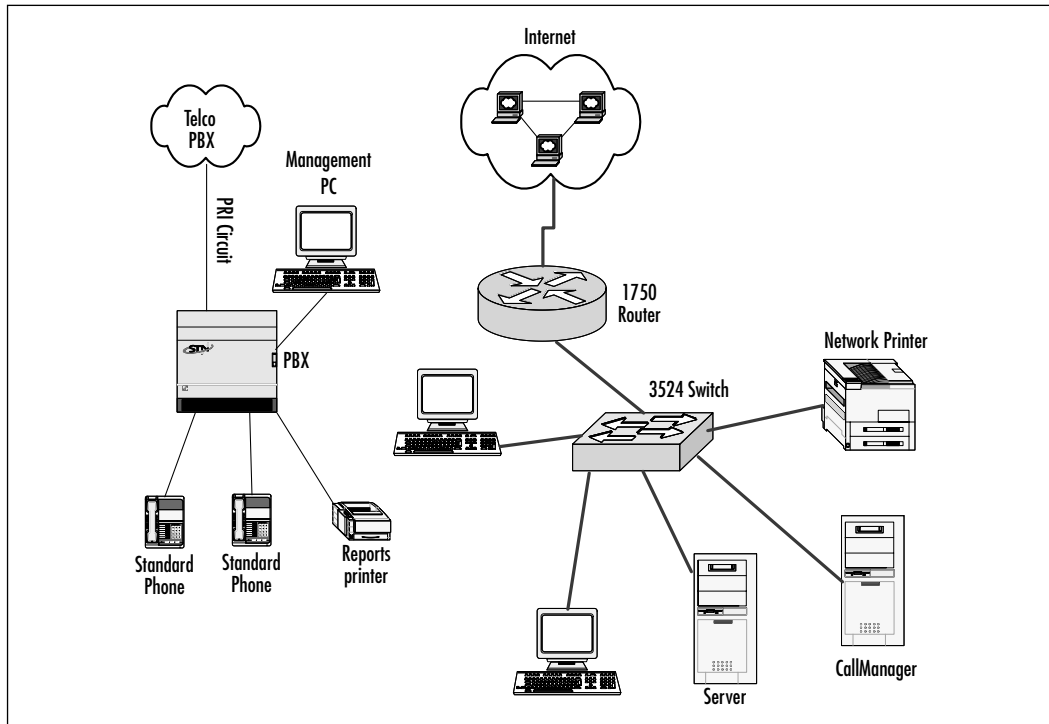 Internet
Telco
PBX
Management
PC
PRI Circuit
1750
Router
PBX
Network Printer
3524 Switch
Standard
Phone
Standard
Phone
Reports
printer
Server
CallManager